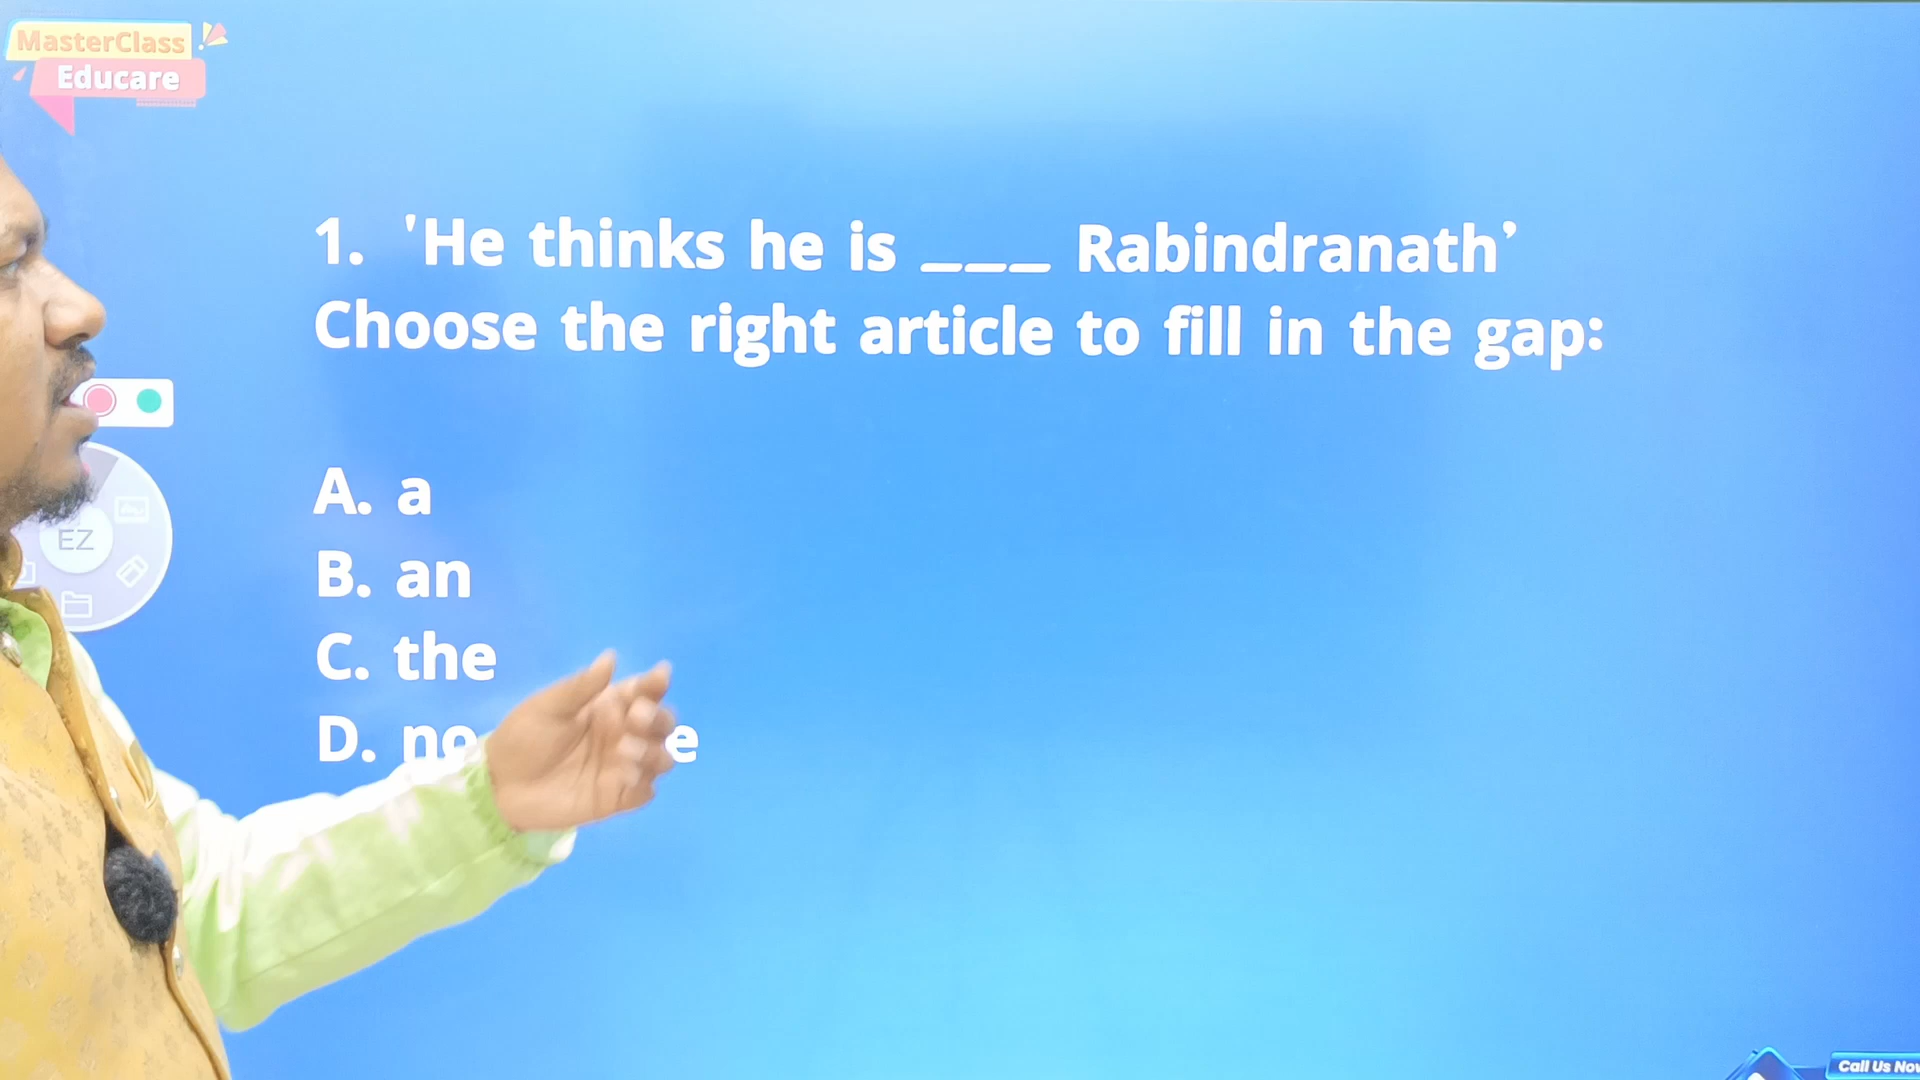 MasterClass
Educare
1. 'He thinks he is ___ Rabindranath’
Choose the right article to fill in the gap:
A. a
B. an
C. the
D. no
EZ
Call Us Now